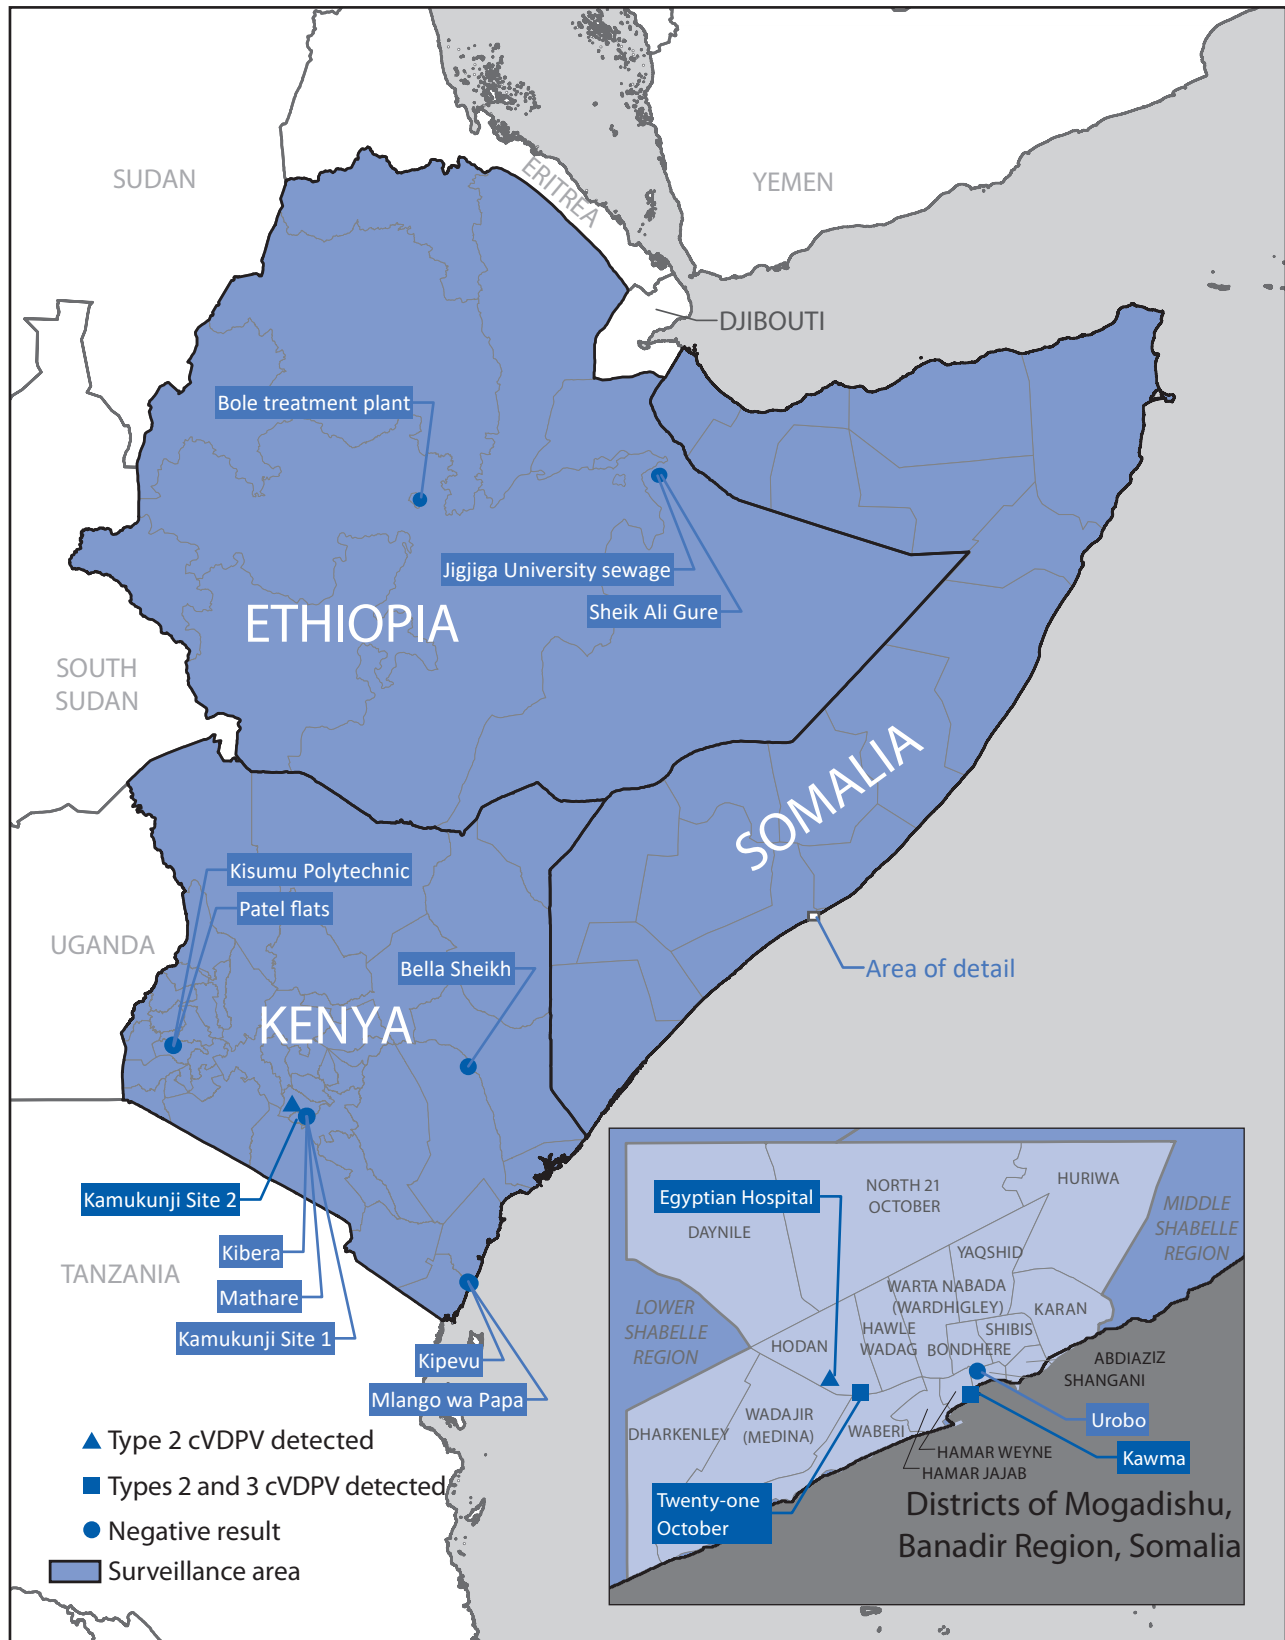 SUDAN
ERITREA
YEMEN
DJIBOUTI
Bole treatment plant
Jigjiga University sewage
Sheik Ali Gure
ETHIOPIA
SOUTH
SUDAN
SOMALIA
Kisumu Polytechnic
Patel flats
UGANDA
Bella Sheikh
Area of detail
KENYA
Kamukunji Site 2
Kibera
TANZANIA
Mathare
Kamukunji Site 1
Kipevu
Mlango wa Papa
Type 2 cVDPV detected
Types 2 and 3 cVDPV detected
Negative result
Surveillance area
Egyptian Hospital
NORTH 21
OCTOBER
HURIWA
DAYNILE
MIDDLE
SHABELLE
REGION
YAQSHID
LOWER
SHABELLE
REGION
WARTA NABADA
(WARDHIGLEY)
KARAN
HODAN
HAWLE
WADAG
SHIBIS
BONDHERE
ABDIAZIZ
SHANGANI
Urobo
DHARKENLEY
WADAJIR
(MEDINA)
WABERI
HAMAR WEYNE
HAMAR JAJAB
Kawma
Twenty-one
October
Districts of Mogadishu,
Banadir Region, Somalia